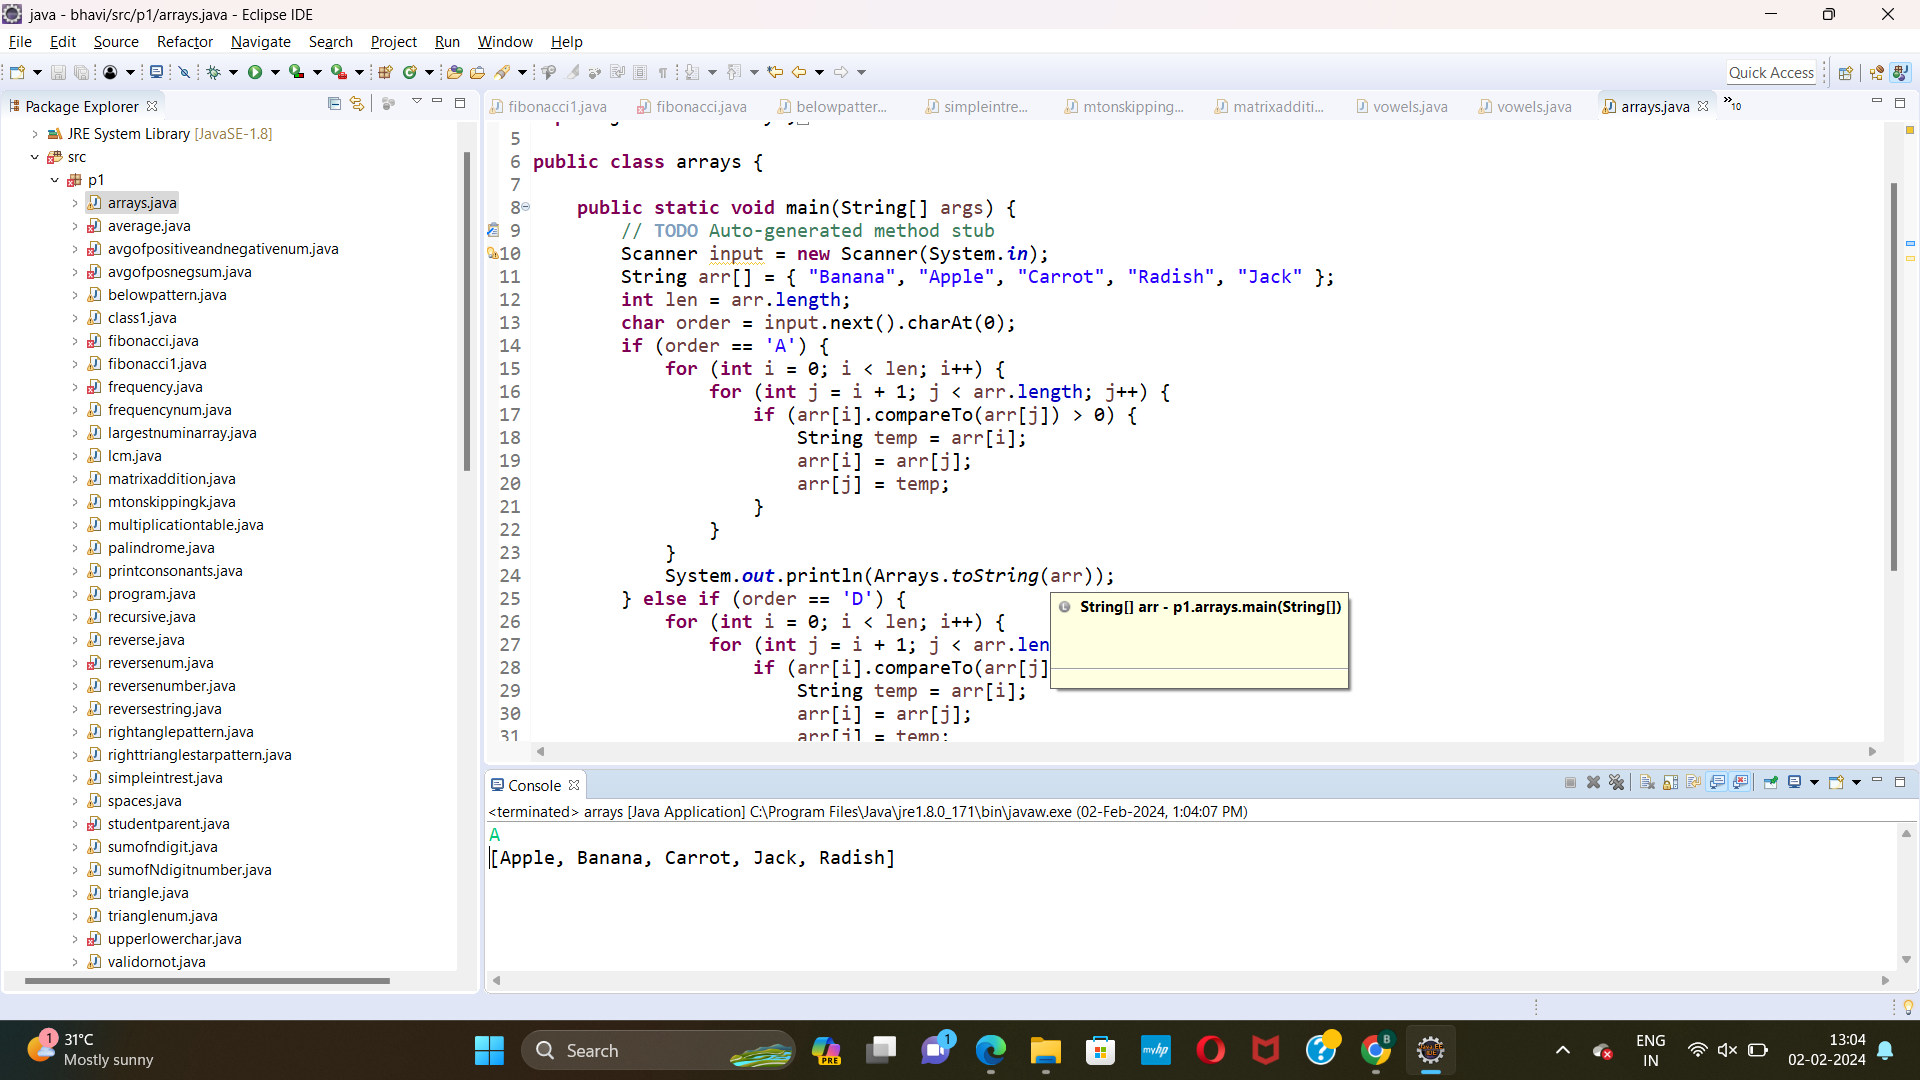 java - bhavi/src/p1/arrays.java - Eclipse IDE
File Edit Source Refactor Navigate Search Project Run Window Help
Quick Access
Package Explorer
JRE System Library [JavaSE-1.8]
src
p1
arrays.java
average.java
avgofpositiveandnegativenum.java
avgofposnegsum.java
belowpattern.java
class1.java
fibonacci.java
fibonacci1.java
frequency.java
frequencynum.java
largestnuminarray.java
lcm.java
matrixaddition.java
mtonskippingk.java
multiplicationtable.java
palindrome.java
printconsonants.java
program.java
recursive.java
reverse.java
reversenum.java
reversenumber.java
reversestring.java
rightanglepattern.java
righttrianglestarpattern.java
simpleintrest.java
spaces.java
studentparent.java
sumofndigit.java
sumofNdigitnumber.java
triangle.java
trianglenum.java
upperlowerchar.java
validornot.java
fibonacci1.java fibonacci.java belowpatter... simpleintre... mtonskipping... matrixadditi... vowels.java vowels.java arrays.java »10
5
6 public class arrays {
7
8 public static void main(String[] args) {
9 // TODO Auto-generated method stub
10 Scanner input = new Scanner(System.in);
11 String arr[] = { "Banana", "Apple", "Carrot", "Radish", "Jack" };
12 int len = arr.length;
13 char order = input.next().charAt(0);
14 if (order == 'A') {
15 for (int i = 0; i < len; i++) {
16 for (int j = i + 1; j < arr.length; j++) {
17 if (arr[i].compareTo(arr[j]) > 0) {
18 String temp = arr[i];
19 arr[i] = arr[j];
20 arr[j] = temp;
21 }
22 }
23 }
24 System.out.println(Arrays.toString(arr));
25 } else if (order == 'D') {
26 for (int i = 0; i < len; i++) {
27 for (int j = i + 1; j < arr.len
28 if (arr[i].compareTo(arr[j]
29 String temp = arr[i];
30 arr[i] = arr[j];
31 arr[j] = temp;
String[] arr - p1.arrays.main(String[])
Console
<terminated> arrays [Java Application] C:\Program Files\Java\jre1.8.0_171\bin\javaw.exe (02-Feb-2024, 1:04:07 PM)
A
[Apple, Banana, Carrot, Jack, Radish]
1
31°C
Mostly sunny
Search
PRE
1
myhp
B
ENG
IN
13:04
02-02-2024